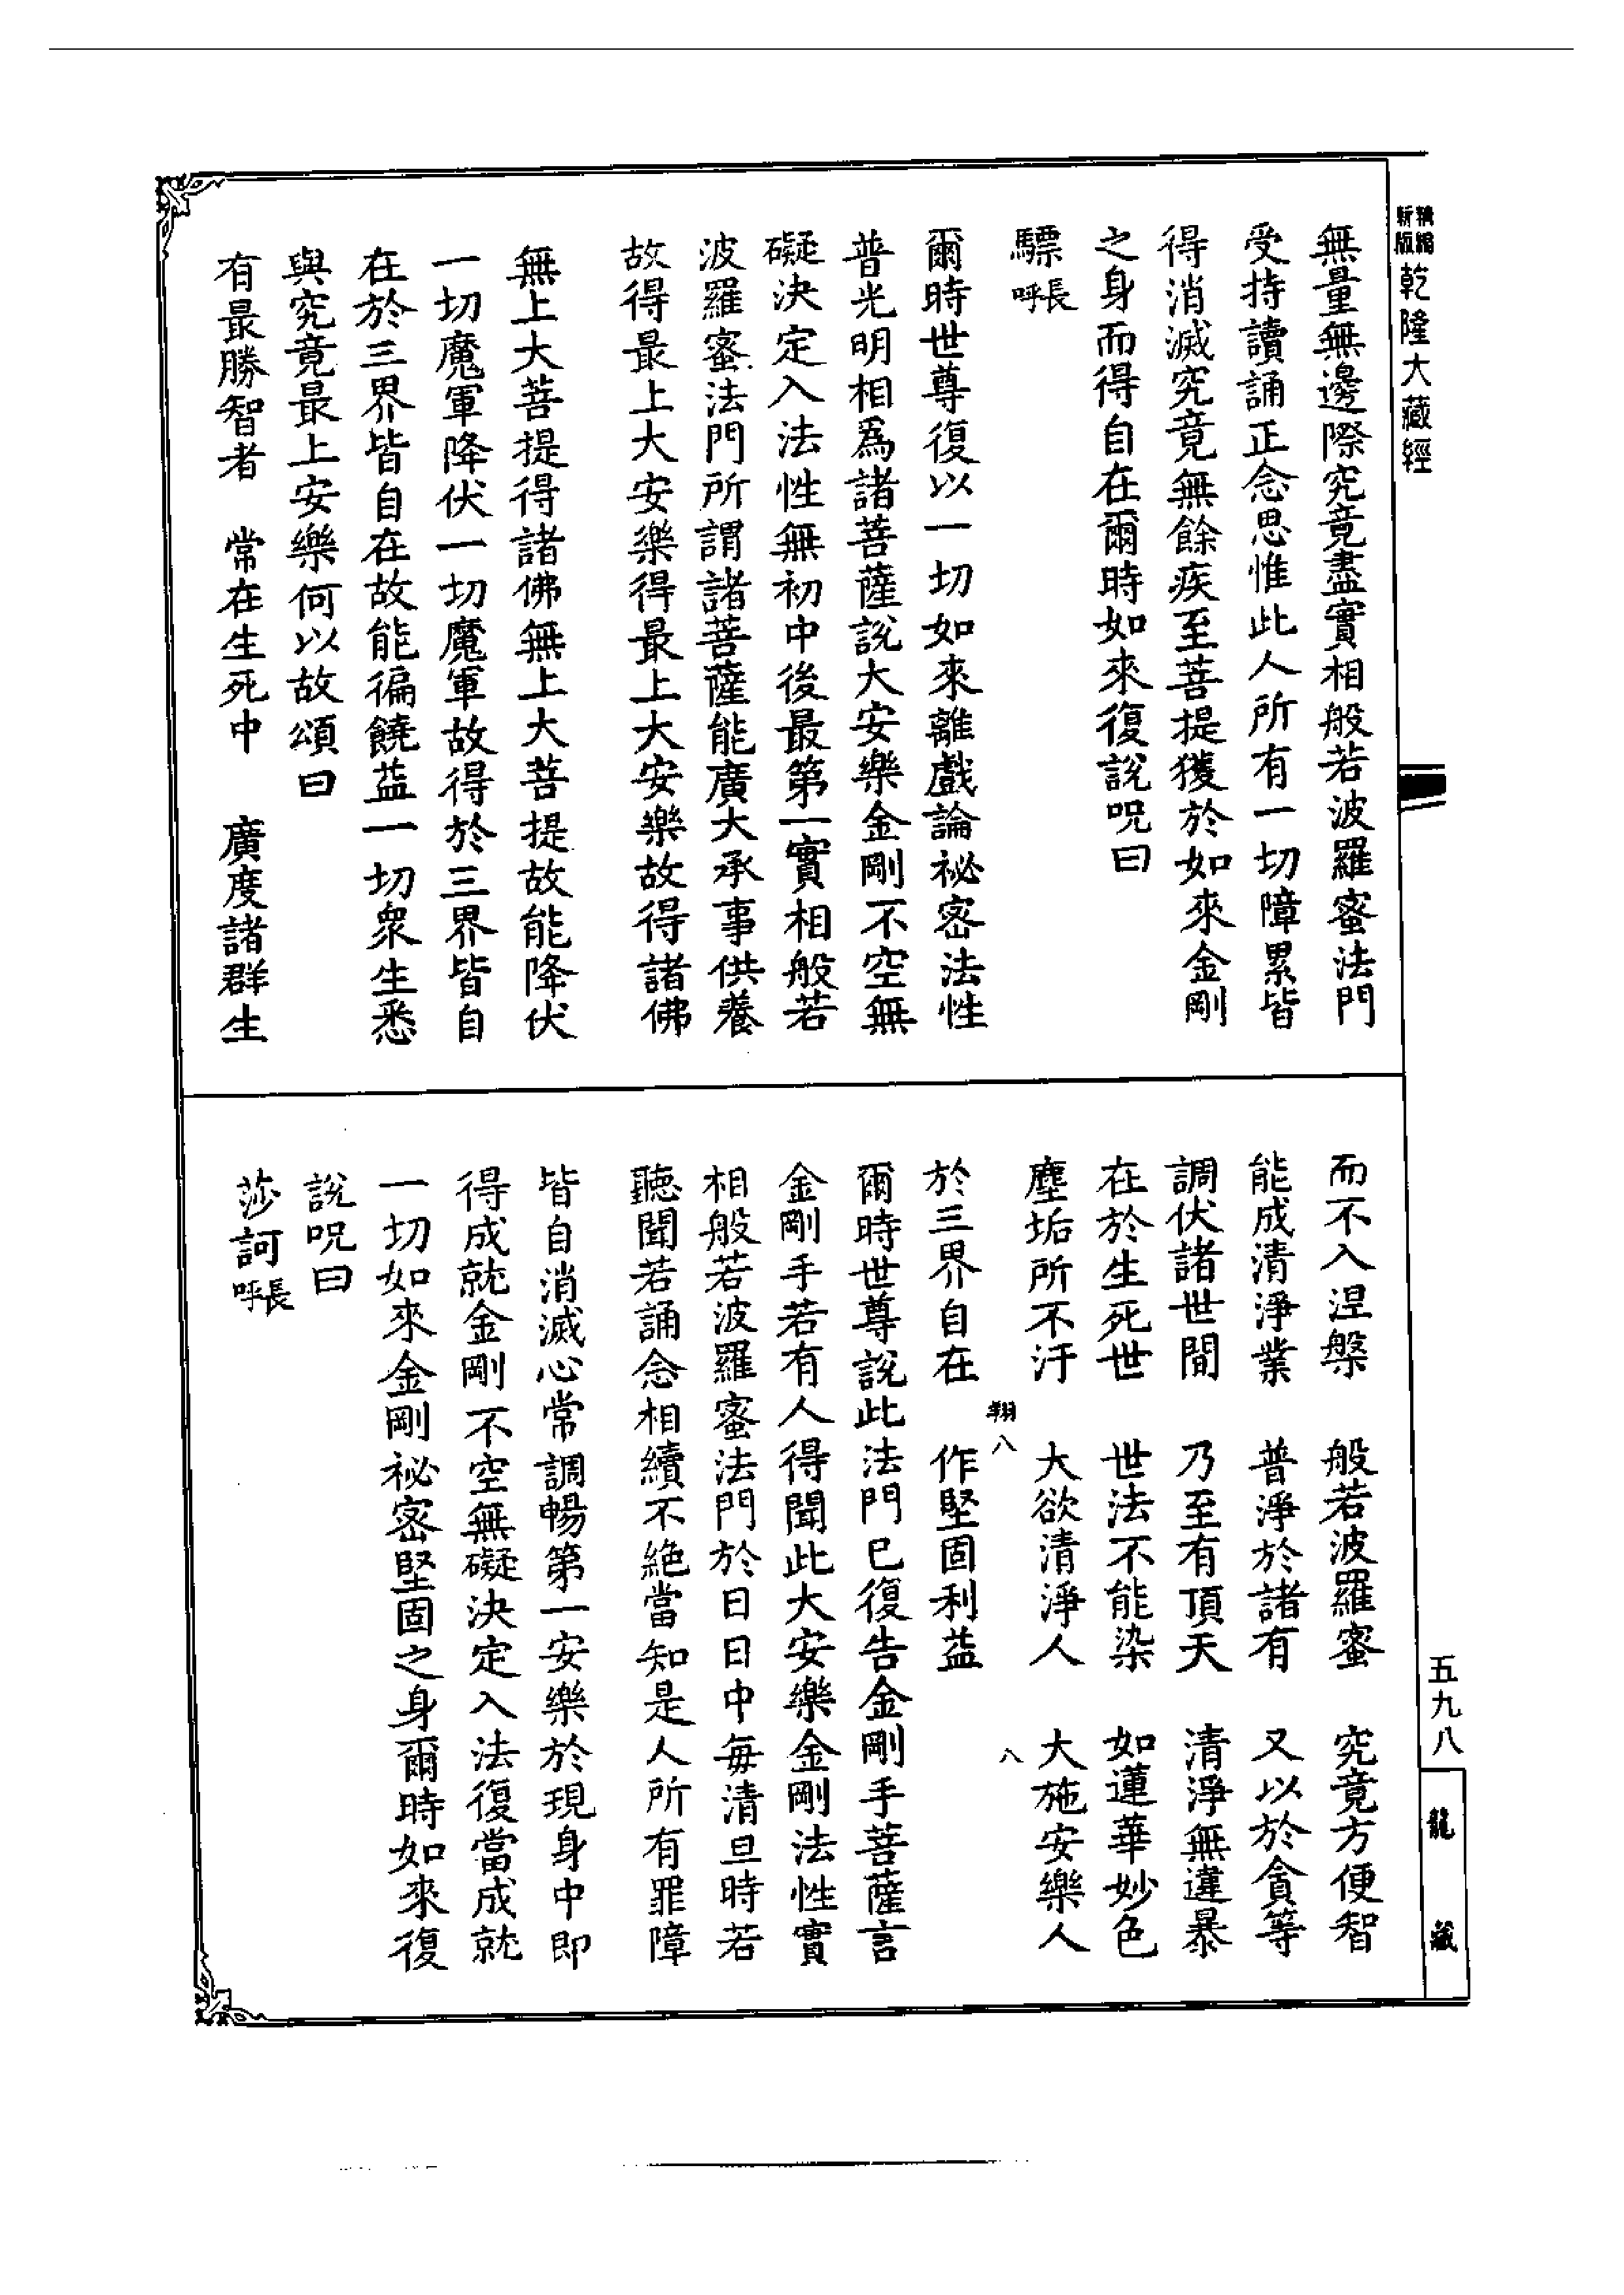 新編
新版
乾隆大藏經
無量無邊際究竟盡實相般若波羅蜜法門
受持讀誦正念思惟此人所有一切障累皆
得消滅究竟無餘疾至菩提獲於如來金剛
之身而得自在爾時如來復說呪曰
驃長呼
爾時世尊復以一切如來離戲論祕密法性
普光明相爲諸菩薩說大安樂金剛不空無
礙決定入法性無初中後最第一實相般若
波羅蜜法門所謂諸菩薩能廣大承事供養
故得最上大安樂得最上大安樂故得諸佛
無上大菩提得諸佛無上大菩提故能降伏
一切魔軍降伏一切魔軍故得於三界皆自
在於三界皆自在故能徧饒益一切衆生悉
與究竟最上安樂何以故頌曰
有最勝智者　常在生死中　廣度諸群生
而不入涅槃　般若波羅蜜　究竟方便智
能成清淨業　普淨於諸有　又以於貪等
調伏諸世間　乃至有頂天　清淨無違暴
在於生死世　世法不能染　如蓮華妙色
塵垢所不汙　大欲清淨人　大施安樂人
翔八　八
於三界自在　作堅固利益
爾時世尊說此法門已復告金剛手菩薩言
金剛手若有人得聞此大安樂金剛法性實
相般若波羅蜜法門於日日中每清旦時若
聽聞若誦念相續不絶當知是人所有罪障
皆自消滅心常調暢第一安樂於現身中即
得成就金剛不空無礙決定入法復當成就
一切如來金剛祕密堅固之身爾時如來復
說呪曰
莎訶長呼
五九八
龍藏